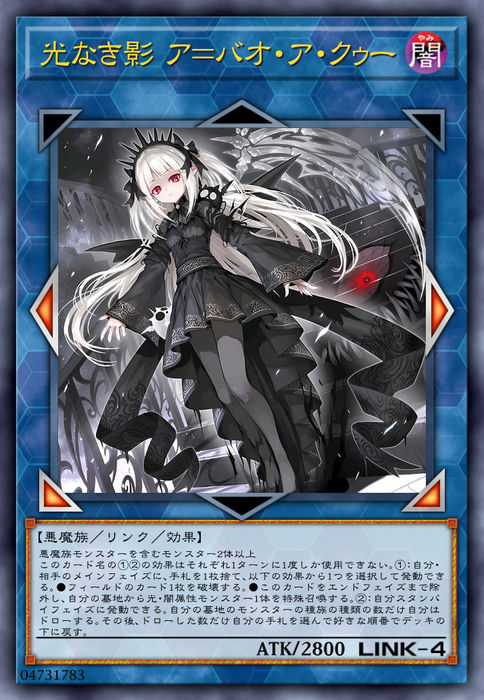 光なき影 ア＝バオ・ア・クゥー
やみ
闇
【悪魔族／リンク／効果】
悪魔族モンスターを含むモンスター2体以上
このカード名の①②の効果はそれぞれ1ターンに1度しか使用できない。①：自分・
相手のメインフェイズに、手札を1枚捨て、以下の効果から1つを選択して発動でき
る。●フィールドのカード1枚を破壊する。●このカードをエンドフェイズまで除
外し、自分の墓地から光・闇属性モンスター1体を特殊召喚する。②：自分スタンバ
イフェイズに発動できる。自分の墓地のモンスターの種族の種類の数だけ自分は
ドローする。その後、ドローした数だけ自分の手札を選んで好きな順番でデッキの
下に戻す。
ATK/2800 LINK-4
04731783